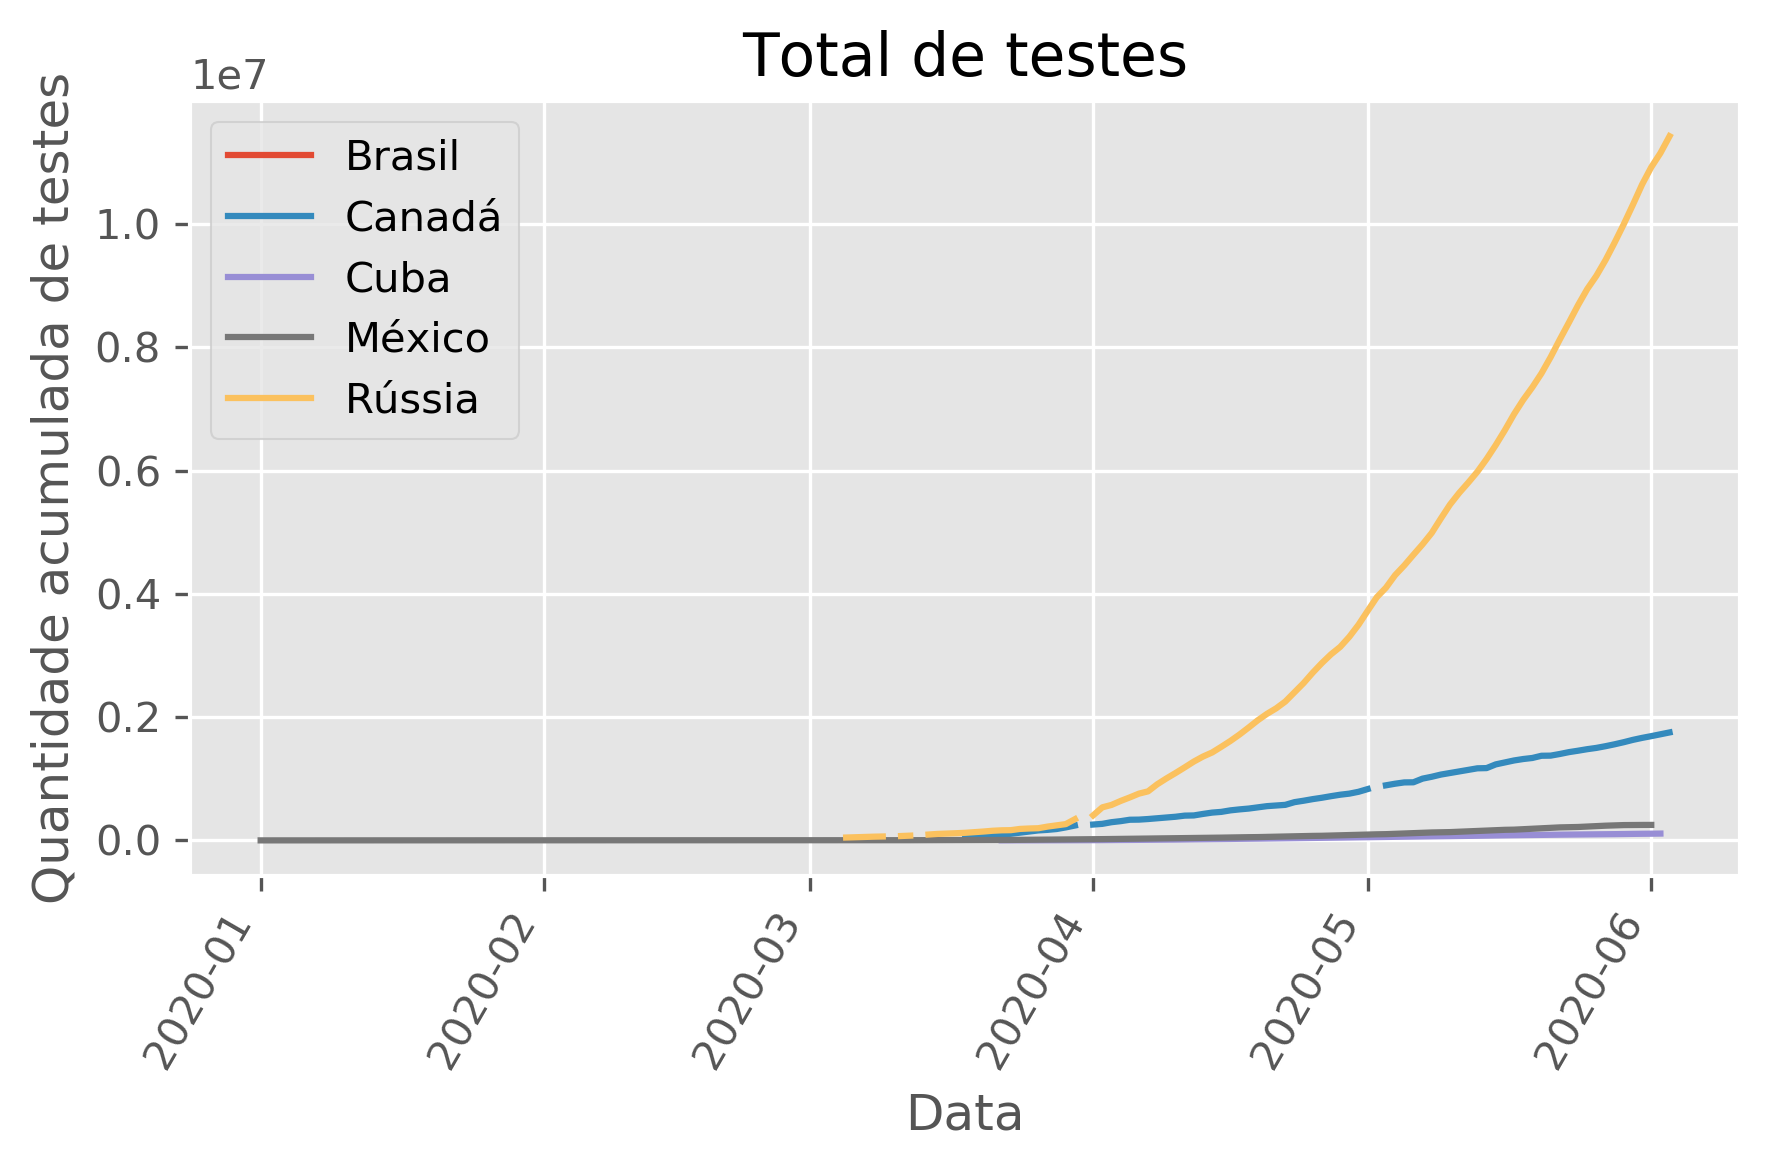 Total de testes
1e7
Quantidade acumulada de testes
1.0
0.8
0.6
0.4
0.2
0.0
Brasil
Canadá
Cuba
México
Rússia
2020-01
2020-02
2020-03
2020-04
2020-05
2020-06
Data